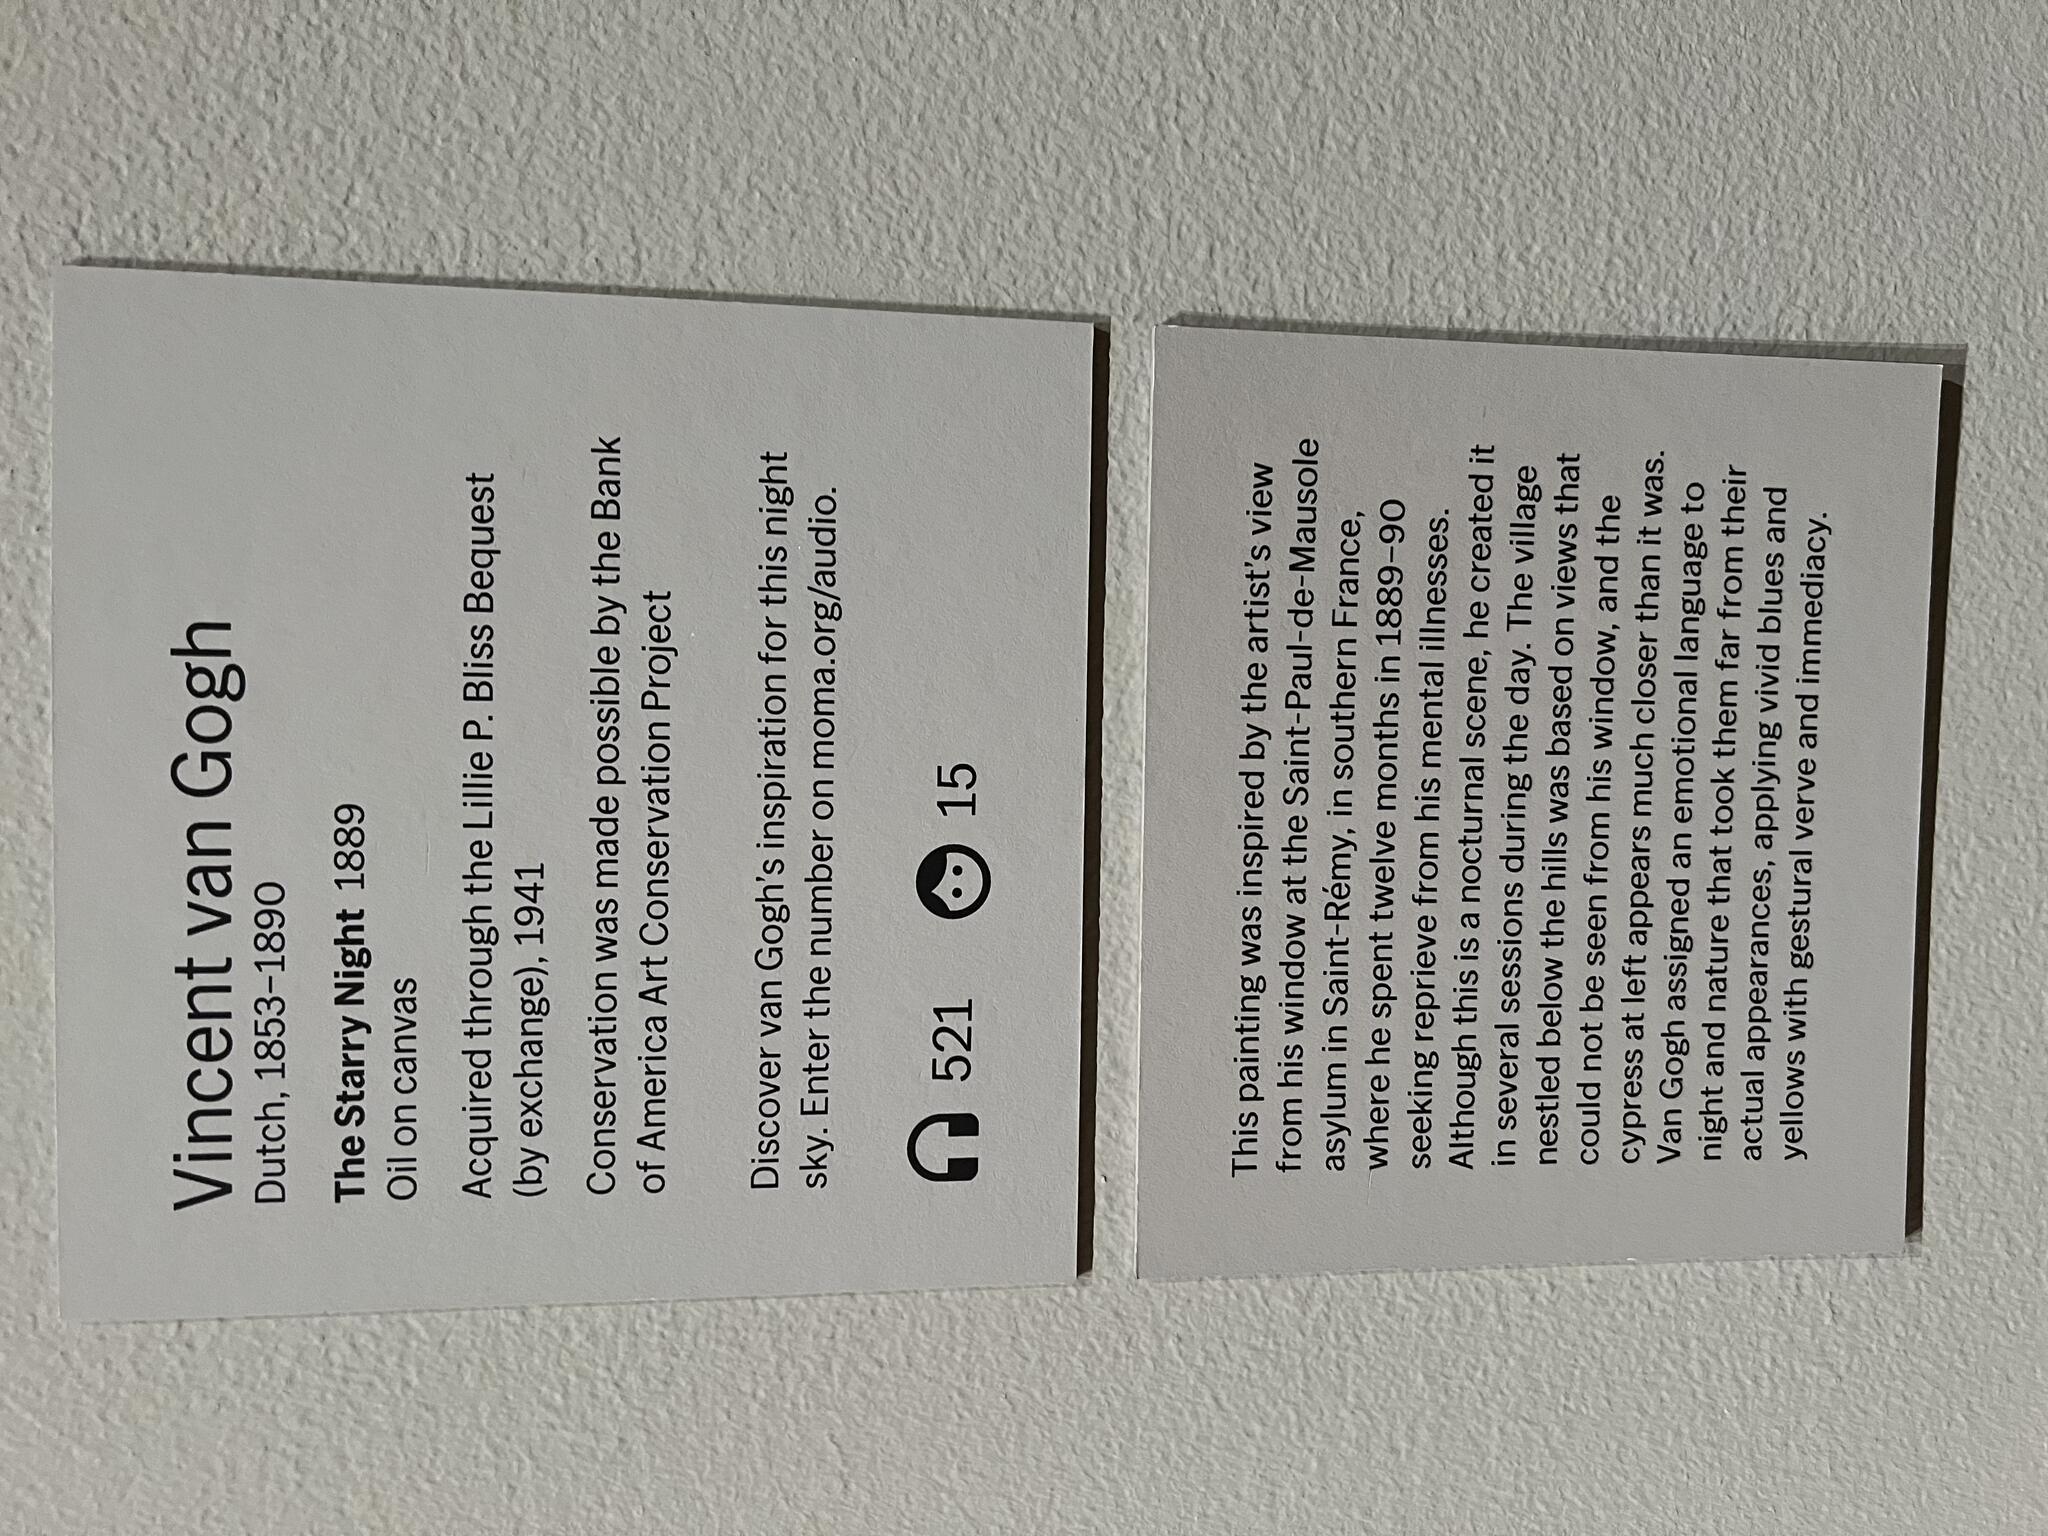 Vincent van Gogh
Dutch, 1853–1890
The Starry Night 1889
Oil on canvas
Acquired through the Lillie P. Bliss Bequest
(by exchange), 1941
Conservation was made possible by the Bank
of America Art Conservation Project
Discover van Gogh's inspiration for this night
sky. Enter the number on moma.org/audio.
521 15
This painting was inspired by the artist's view
from his window at the Saint-Paul-de-Mausole
asylum in Saint-Rémy, in southern France,
where he spent twelve months in 1889–90
seeking reprieve from his mental illnesses.
Although this is a nocturnal scene, he created it
in several sessions during the day. The village
nestled below the hills was based on views that
could not be seen from his window, and the
cypress at left appears much closer than it was.
Van Gogh assigned an emotional language to
night and nature that took them far from their
actual appearances, applying vivid blues and
yellows with gestural verve and immediacy.